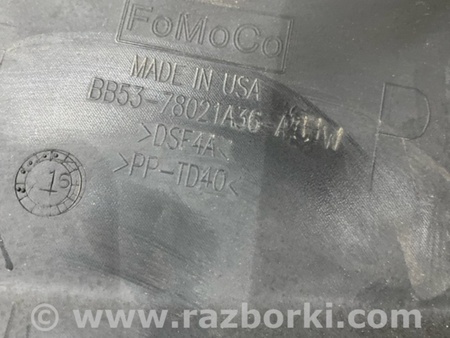 FoMoCo
MADE IN USA
BB53-78021A36-A
P
>DSF4A<
>PP-TD40<
15
www.razborki.com